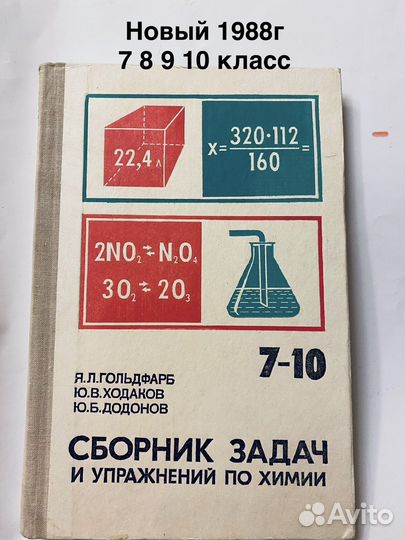 Новый 1988г
7 8 9 10 класс
22,4 л
x= 320·112 / 160 =
2NO₂ ⇄ N₂O₄
3O₂ ⇄ 2O₃
7-10
Я.Л.ГОЛЬДФАРБ
Ю.В.ХОДАКОВ
Ю.Б.ДОДОНОВ
СБОРНИК ЗАДАЧ
И УПРАЖНЕНИЙ ПО ХИМИИ
Avito